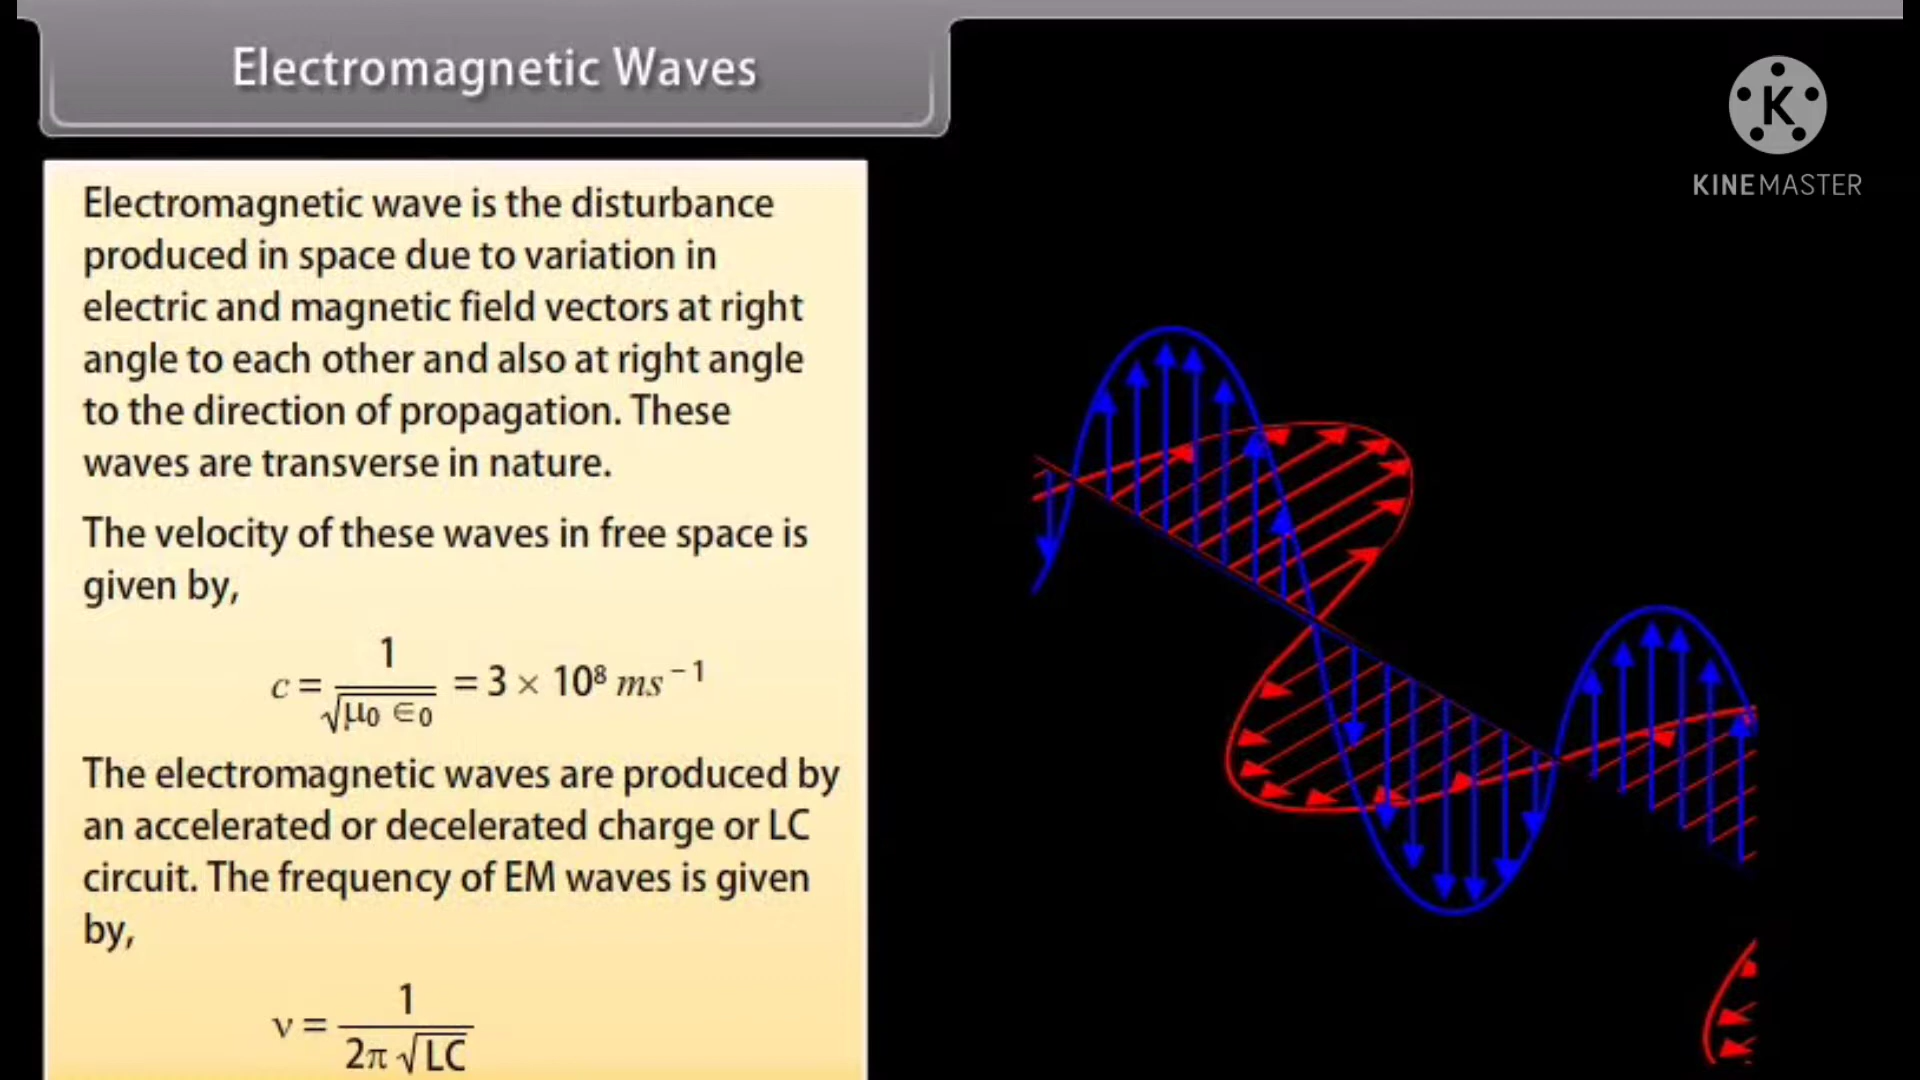 Electromagnetic Waves
K
KINEMASTER
Electromagnetic wave is the disturbance
produced in space due to variation in
electric and magnetic field vectors at right
angle to each other and also at right angle
to the direction of propagation. These
waves are transverse in nature.
The velocity of these waves in free space is
given by,
c = 1/√(μ₀ ∈₀) = 3 × 10⁸ ms⁻¹
The electromagnetic waves are produced by
an accelerated or decelerated charge or LC
circuit. The frequency of EM waves is given
by,
ν = 1/(2π √LC)